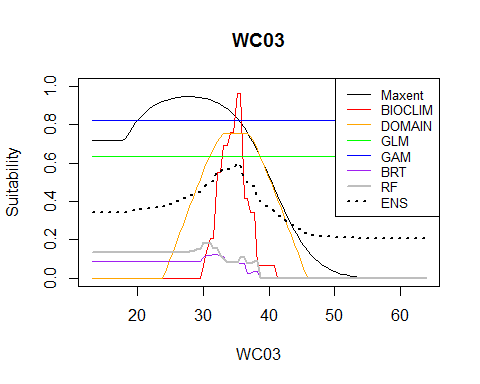 WC03
Suitability
1.0
0.8
0.6
0.4
0.2
0.0
Maxent
BIOCLIM
DOMAIN
GLM
GAM
BRT
RF
ENS
20 30 40 50 60
WC03